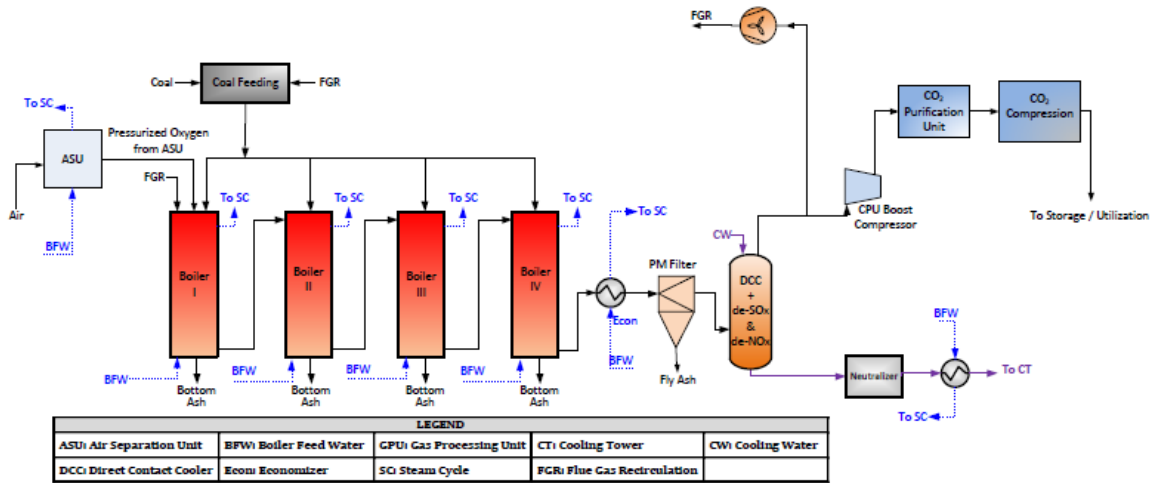 FGR
Coal
Coal Feeding
FGR
To SC
Pressurized Oxygen
from ASU
ASU
FGR
Air
BFW
To SC
To SC
To SC
To SC
To SC
Boiler
I
Boiler
II
Boiler
III
Boiler
IV
BFW
BFW
BFW
BFW
Bottom
Ash
Bottom
Ash
Bottom
Ash
Bottom
Ash
Econ
BFW
PM Filter
Fly Ash
CW
DCC
+
de-SOx
&
de-NOx
CPU Boost
Compressor
CO₂
Purification
Unit
CO₂
Compression
To Storage / Utilization
Neutralizer
BFW
To CT
To SC
LEGEND
ASU: Air Separation Unit BFW: Boiler Feed Water GPU: Gas Processing Unit CT: Cooling Tower CW: Cooling Water
DCC: Direct Contact Cooler Econ: Economizer SC: Steam Cycle FGR: Flue Gas Recirculation